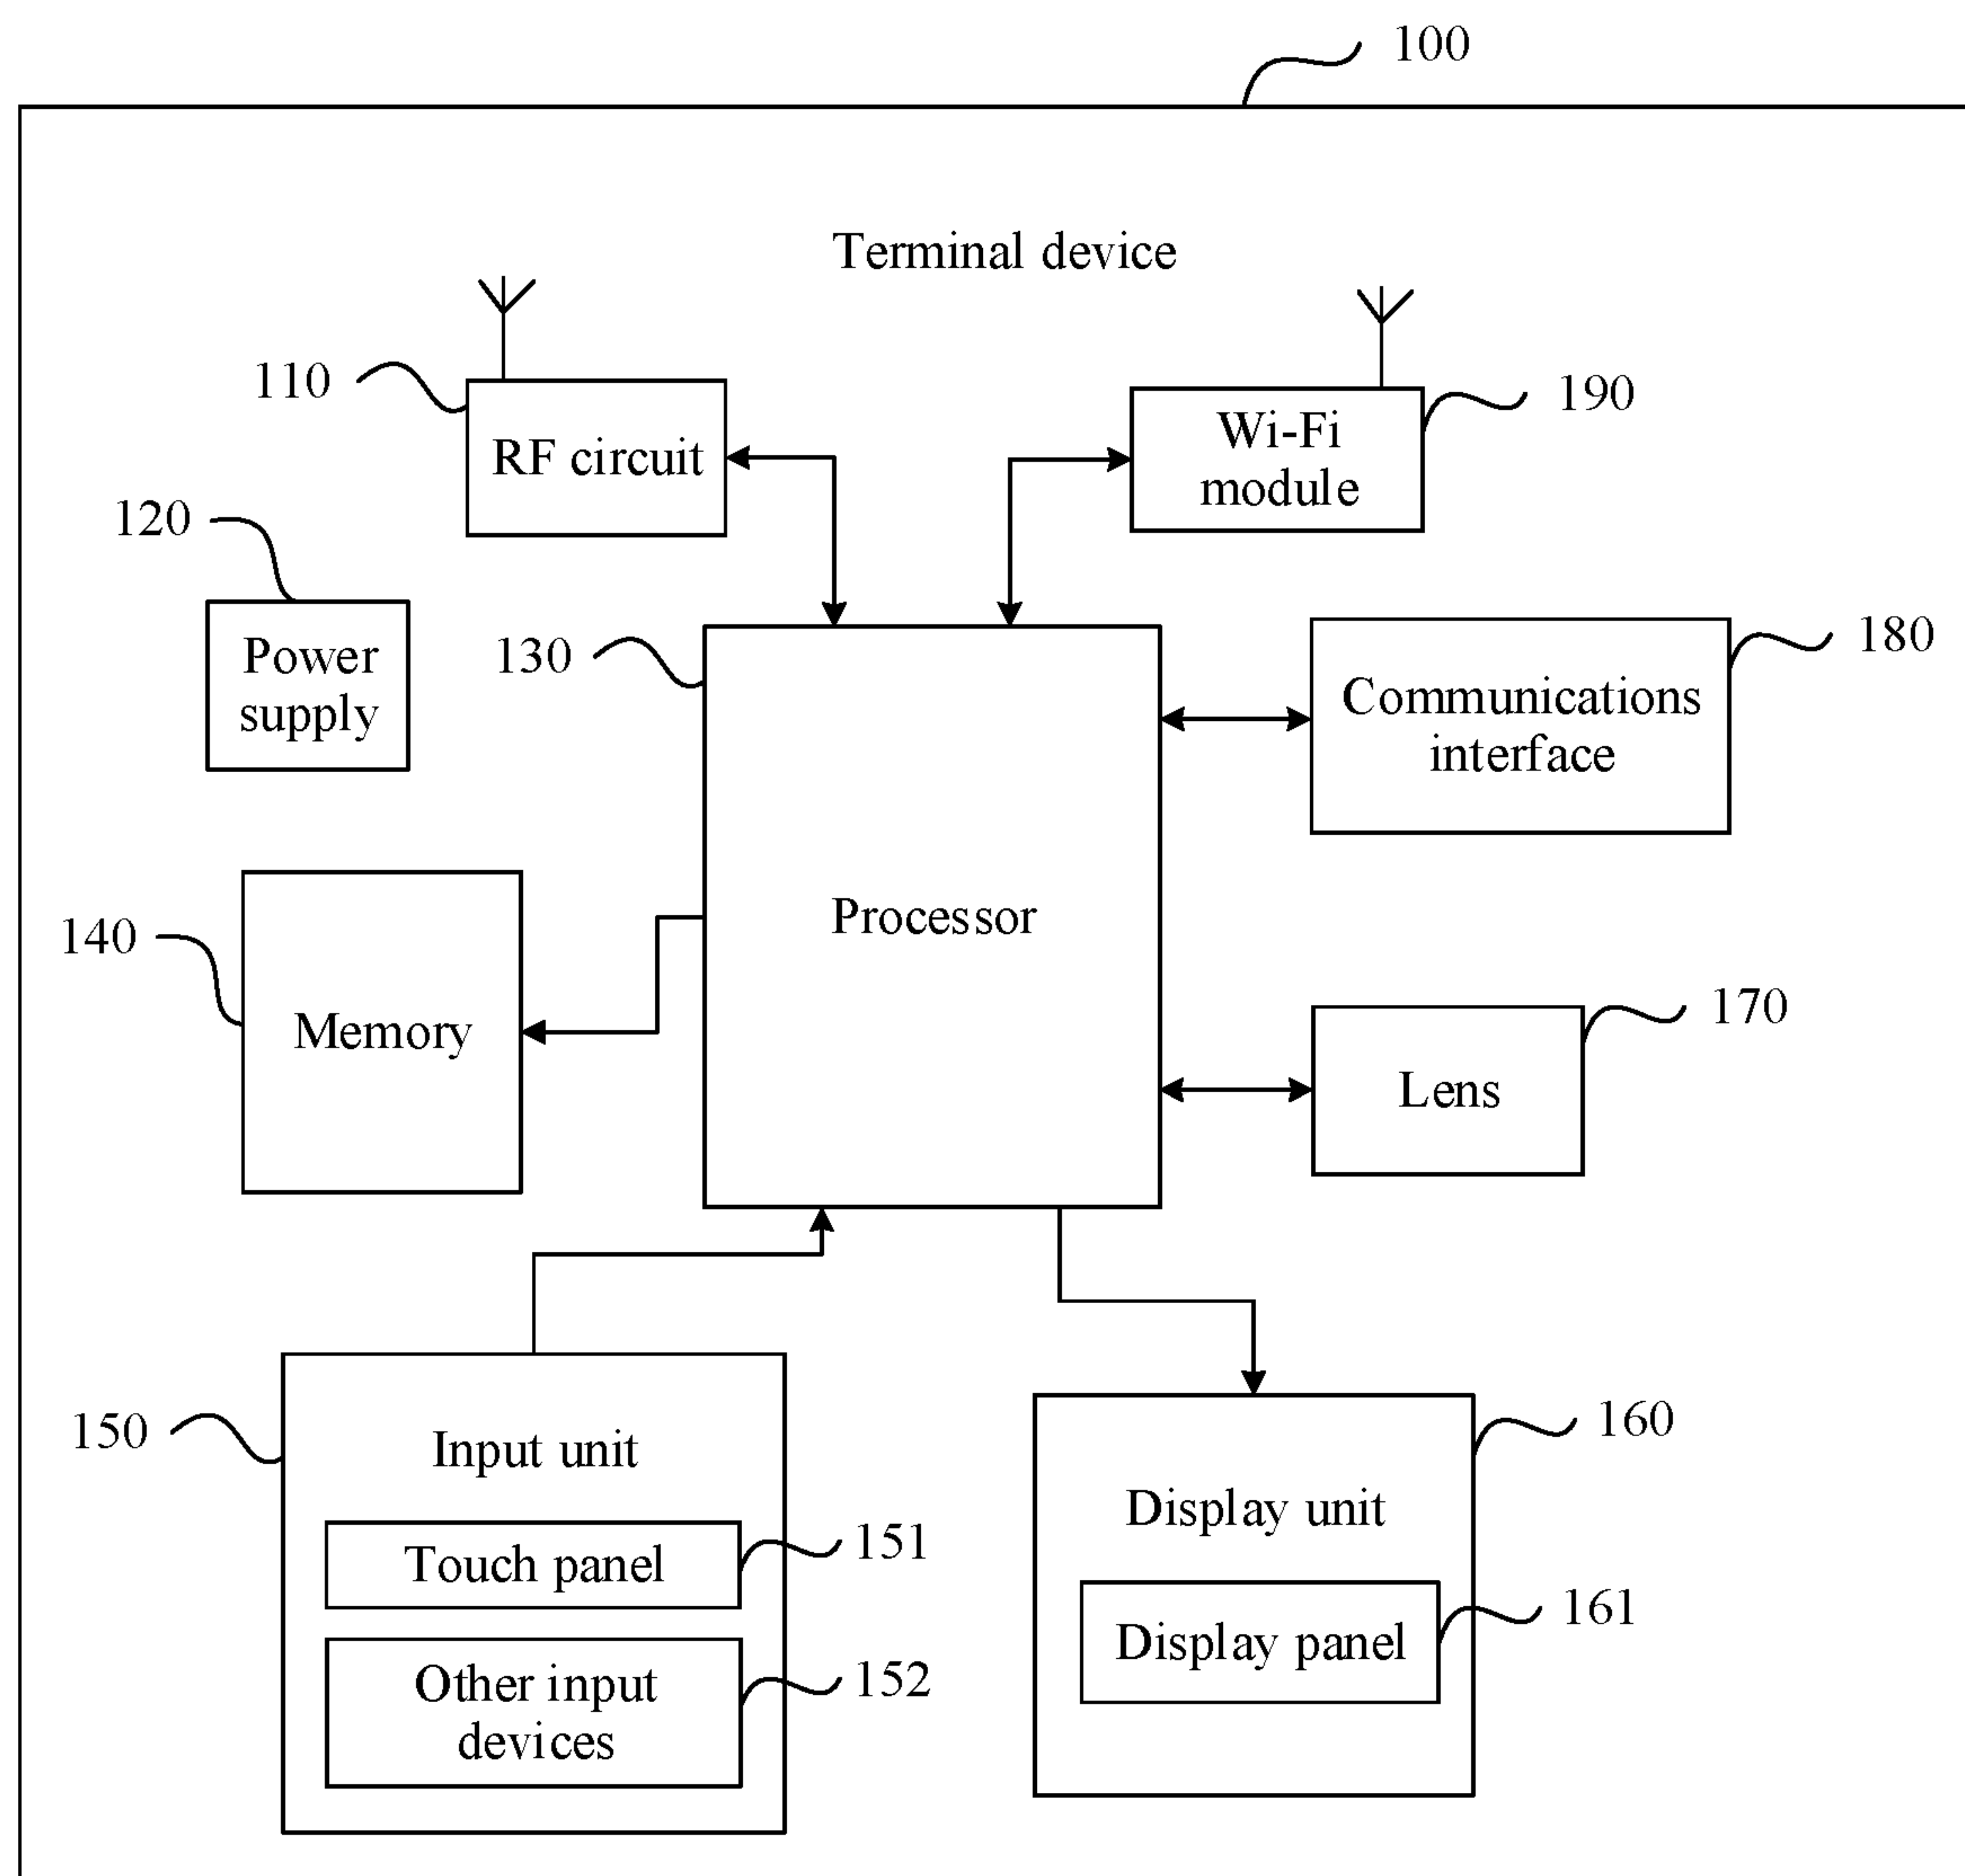 100
Terminal device
110
RF circuit
Wi-Fi
module
190
120
Power
supply
130
Processor
Communications
interface
180
140
Memory
Lens
170
150
Input unit
Touch panel
151
Other input
devices
152
Display unit
160
Display panel
161